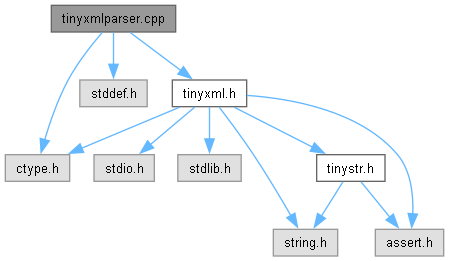 tinyxmlparser.cpp
stddef.h
tinyxml.h
ctype.h
stdio.h
stdlib.h
tinystr.h
string.h
assert.h